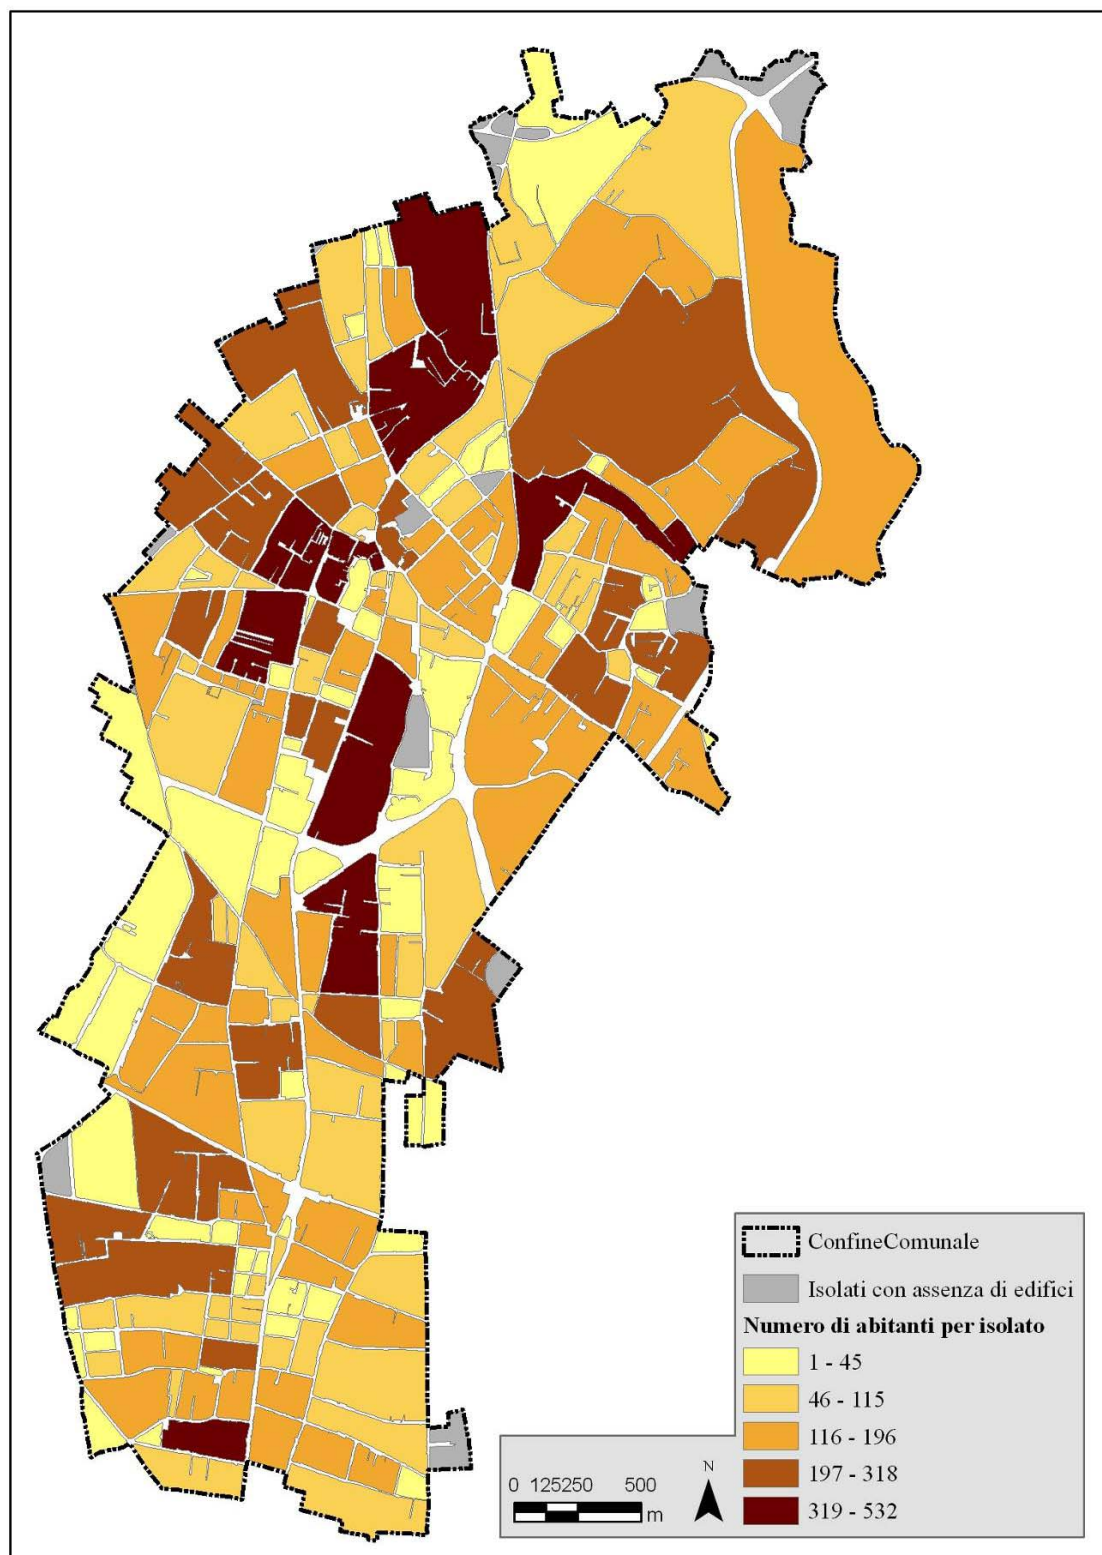 ConfineComunale
Isolati con assenza di edifici
Numero di abitanti per isolato
1 - 45
46 - 115
116 - 196
197 - 318
319 - 532
0 125250 500
m
N